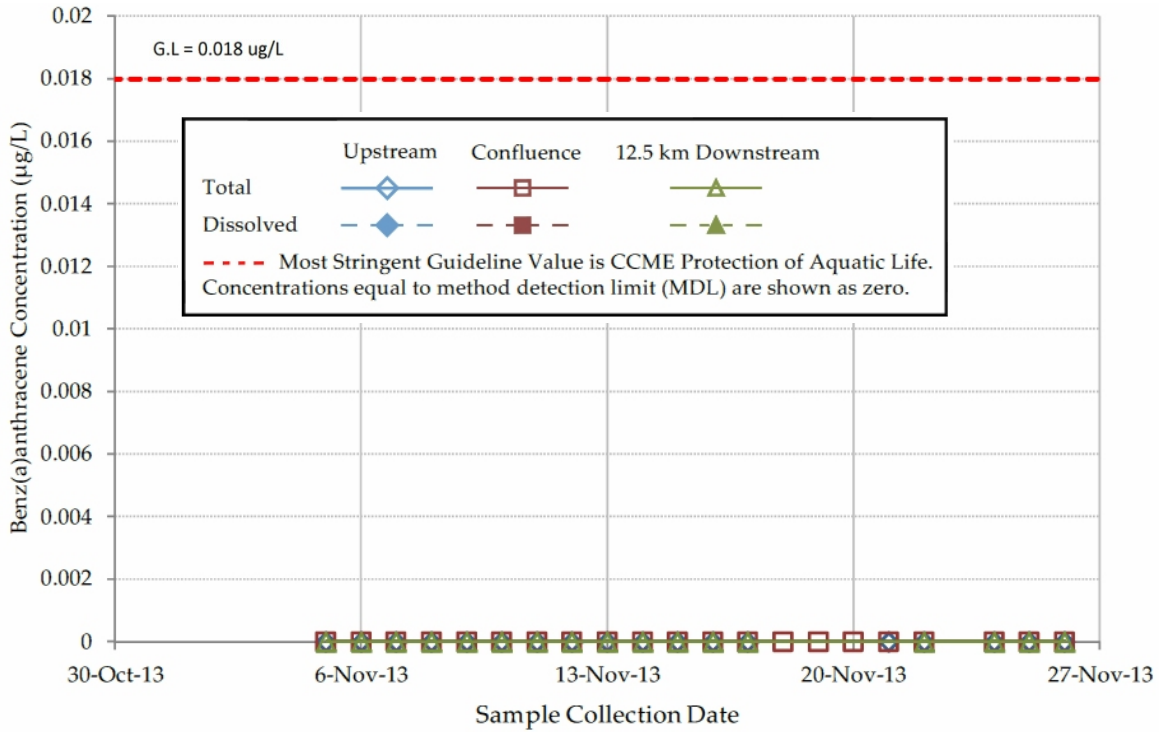 0.02
G.L = 0.018 ug/L
0.018
0.016
Upstream Confluence 12.5 km Downstream
Total
0.014
Dissolved
Most Stringent Guideline Value is CCME Protection of Aquatic Life.
0.012
Concentrations equal to method detection limit (MDL) are shown as zero.
0.01
0.008
0.006
0.004
0.002
0
Benz(a)anthracene Concentration (µg/L)
30-Oct-13 6-Nov-13 13-Nov-13 20-Nov-13 27-Nov-13
Sample Collection Date